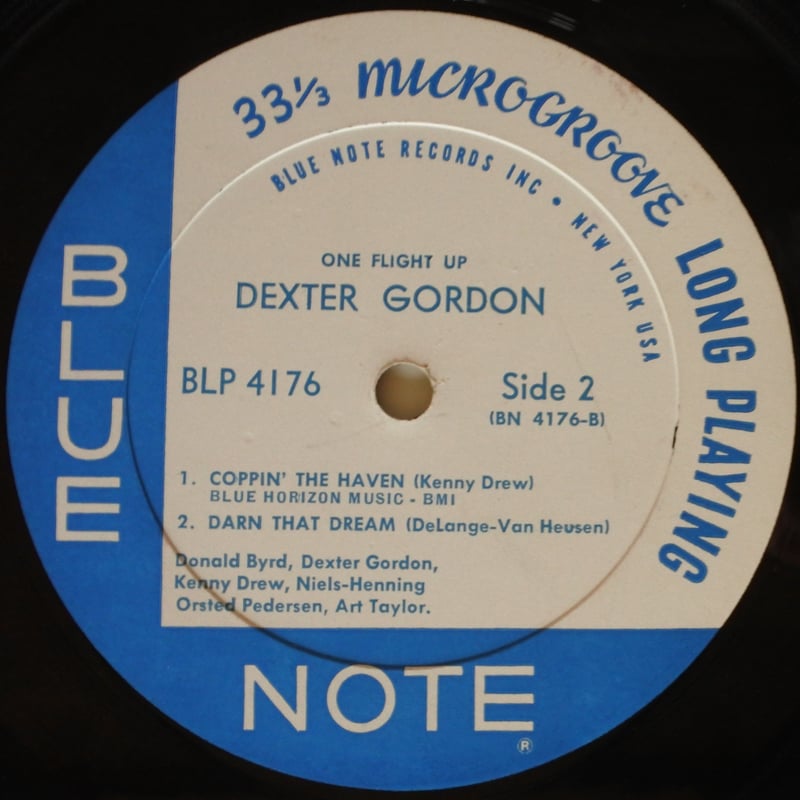 33⅓ MICROGROOVE LONG PLAYING
BLUE NOTE RECORDS INC • NEW YORK USA
ONE FLIGHT UP
DEXTER GORDON
BLP 4176
Side 2
(BN 4176-B)
1. COPPIN' THE HAVEN (Kenny Drew)
BLUE HORIZON MUSIC - BMI
2. DARN THAT DREAM (DeLange-Van Heusen)
Donald Byrd, Dexter Gordon,
Kenny Drew, Niels-Henning
Orsted Pedersen, Art Taylor.
BLUE
NOTE
®